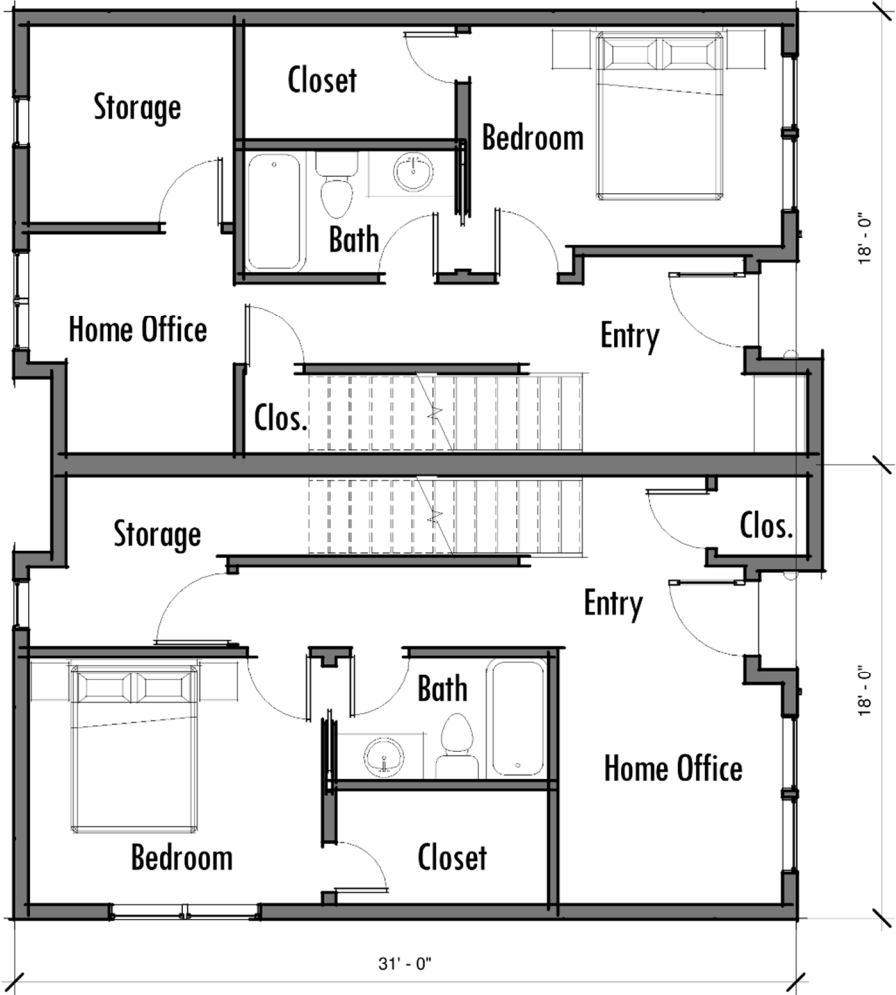 Closet
Storage
Bedroom
Bath
18' - 0"
Home Office
Entry
Clos.
Storage
Clos.
Entry
Bath
18' - 0"
Home Office
Bedroom
Closet
31' - 0"